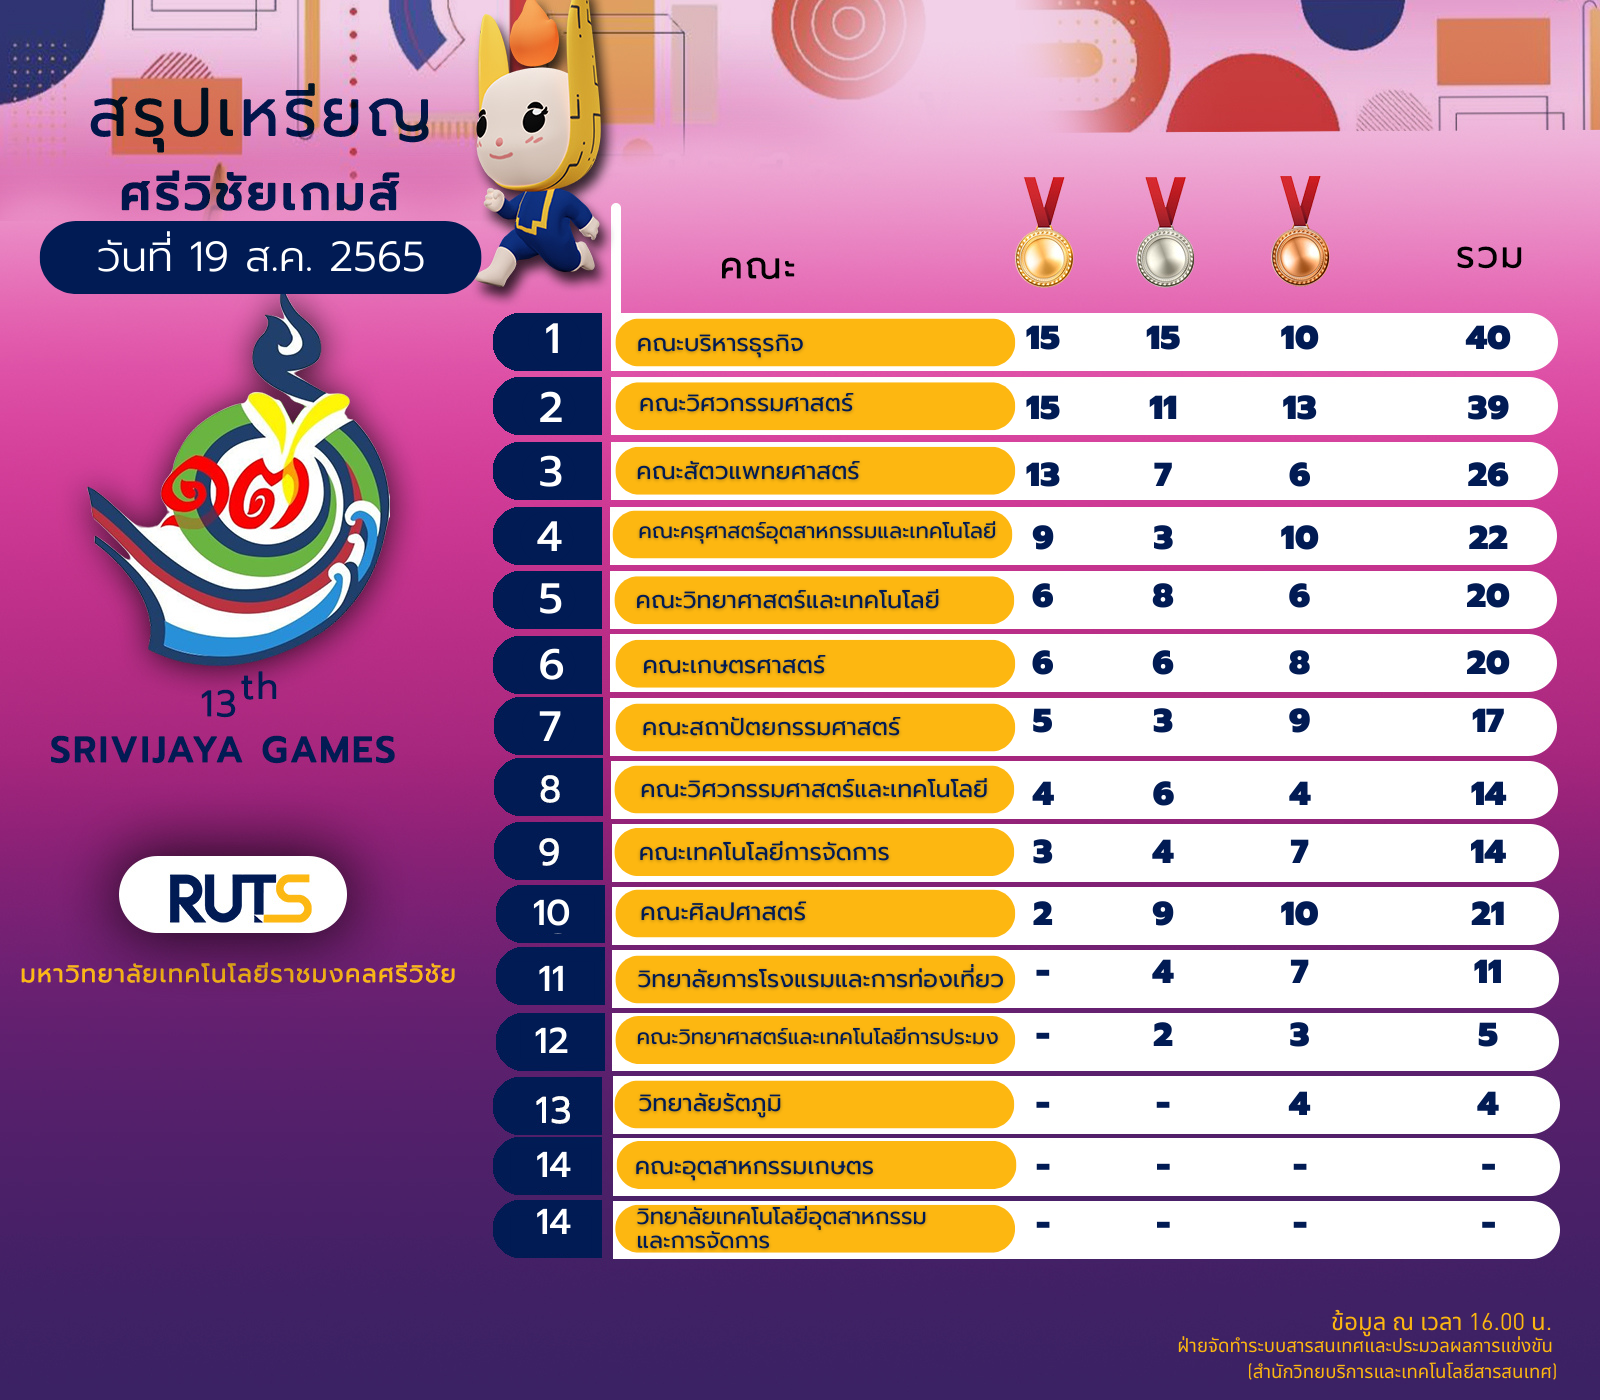 สรุปเหรียญ
ศรีวิชัยเกมส์
วันที่ 19 ส.ค. 2565
๑๓
13th
SRIVIJAYA GAMES
RUTS
มหาวิทยาลัยเทคโนโลยีราชมงคลศรีวิชัย
คณะ รวม
1 คณะบริหารธุรกิจ 15 15 10 40
2 คณะวิศวกรรมศาสตร์ 15 11 13 39
3 คณะสัตวแพทยศาสตร์ 13 7 6 26
4 คณะครุศาสตร์อุตสาหกรรมและเทคโนโลยี 9 3 10 22
5 คณะวิทยาศาสตร์และเทคโนโลยี 6 8 6 20
6 คณะเกษตรศาสตร์ 6 6 8 20
7 คณะสถาปัตยกรรมศาสตร์ 5 3 9 17
8 คณะวิศวกรรมศาสตร์และเทคโนโลยี 4 6 4 14
9 คณะเทคโนโลยีการจัดการ 3 4 7 14
10 คณะศิลปศาสตร์ 2 9 10 21
11 วิทยาลัยการโรงแรมและการท่องเที่ยว - 4 7 11
12 คณะวิทยาศาสตร์และเทคโนโลยีการประมง - 2 3 5
13 วิทยาลัยรัตภูมิ - - 4 4
14 คณะอุตสาหกรรมเกษตร - - - -
14 วิทยาลัยเทคโนโลยีอุตสาหกรรม - - - -
และการจัดการ
ข้อมูล ณ เวลา 16.00 น.
ฝ่ายจัดทำระบบสารสนเทศและประมวลผลการแข่งขัน
(สำนักวิทยบริการและเทคโนโลยีสารสนเทศ)